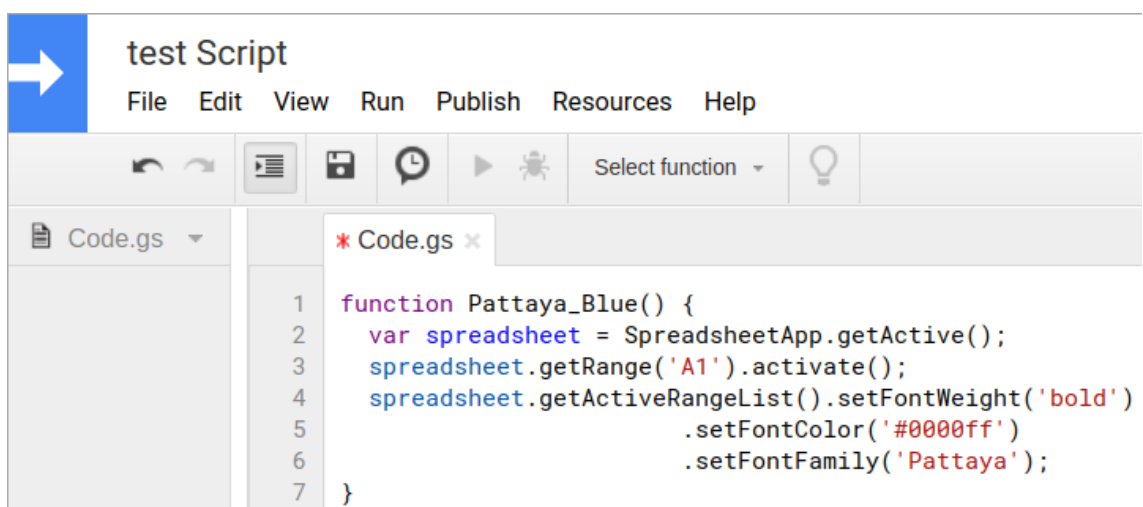 test Script
File Edit View Run Publish Resources Help
Select function
Code.gs
* Code.gs ×
1 function Pattaya_Blue() {
2 var spreadsheet = SpreadsheetApp.getActive();
3 spreadsheet.getRange('A1').activate();
4 spreadsheet.getActiveRangeList().setFontWeight('bold')
5 .setFontColor('#0000ff')
6 .setFontFamily('Pattaya');
7 }